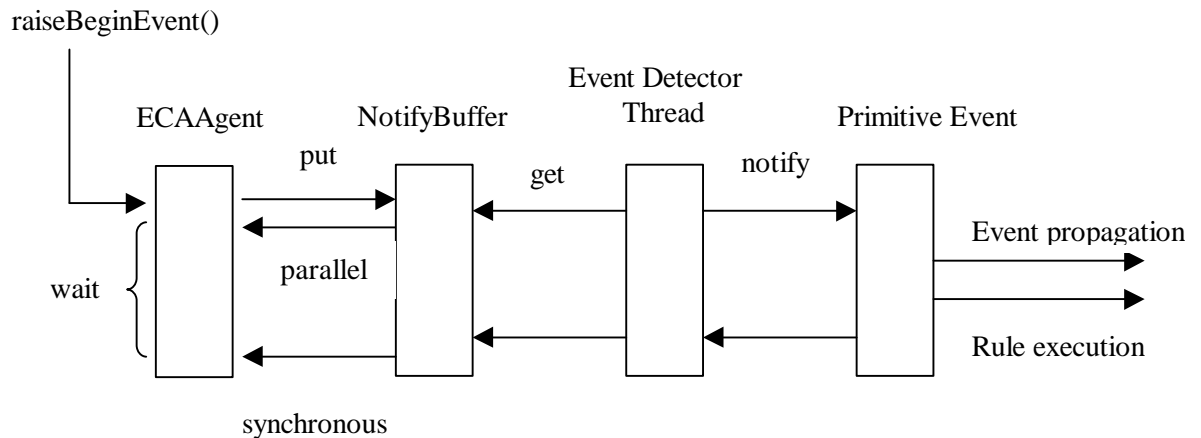 raiseBeginEvent()
Event Detector
Thread
ECAAgent
NotifyBuffer
Primitive Event
put
get
notify
Event propagation
parallel
wait
Rule execution
synchronous